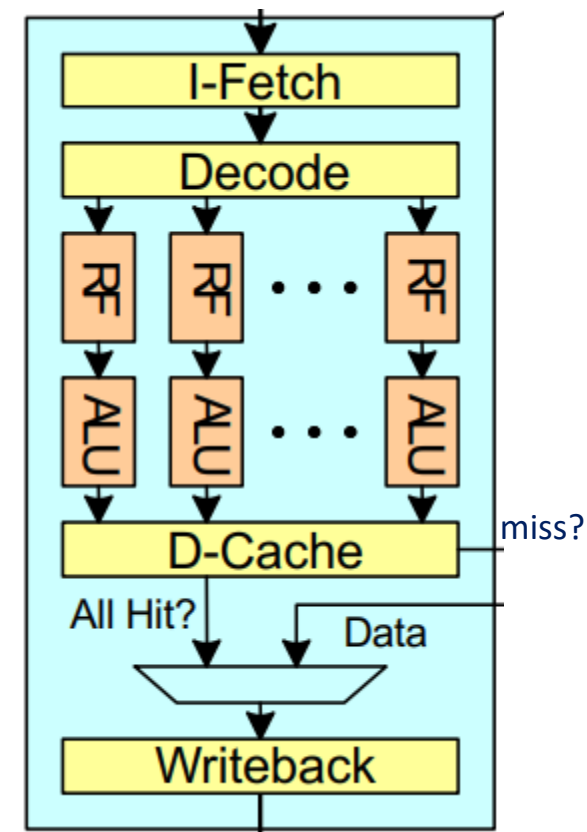 I-Fetch
Decode
RF RF RF
ALU ALU ALU
D-Cache
miss?
All Hit?
Data
Writeback